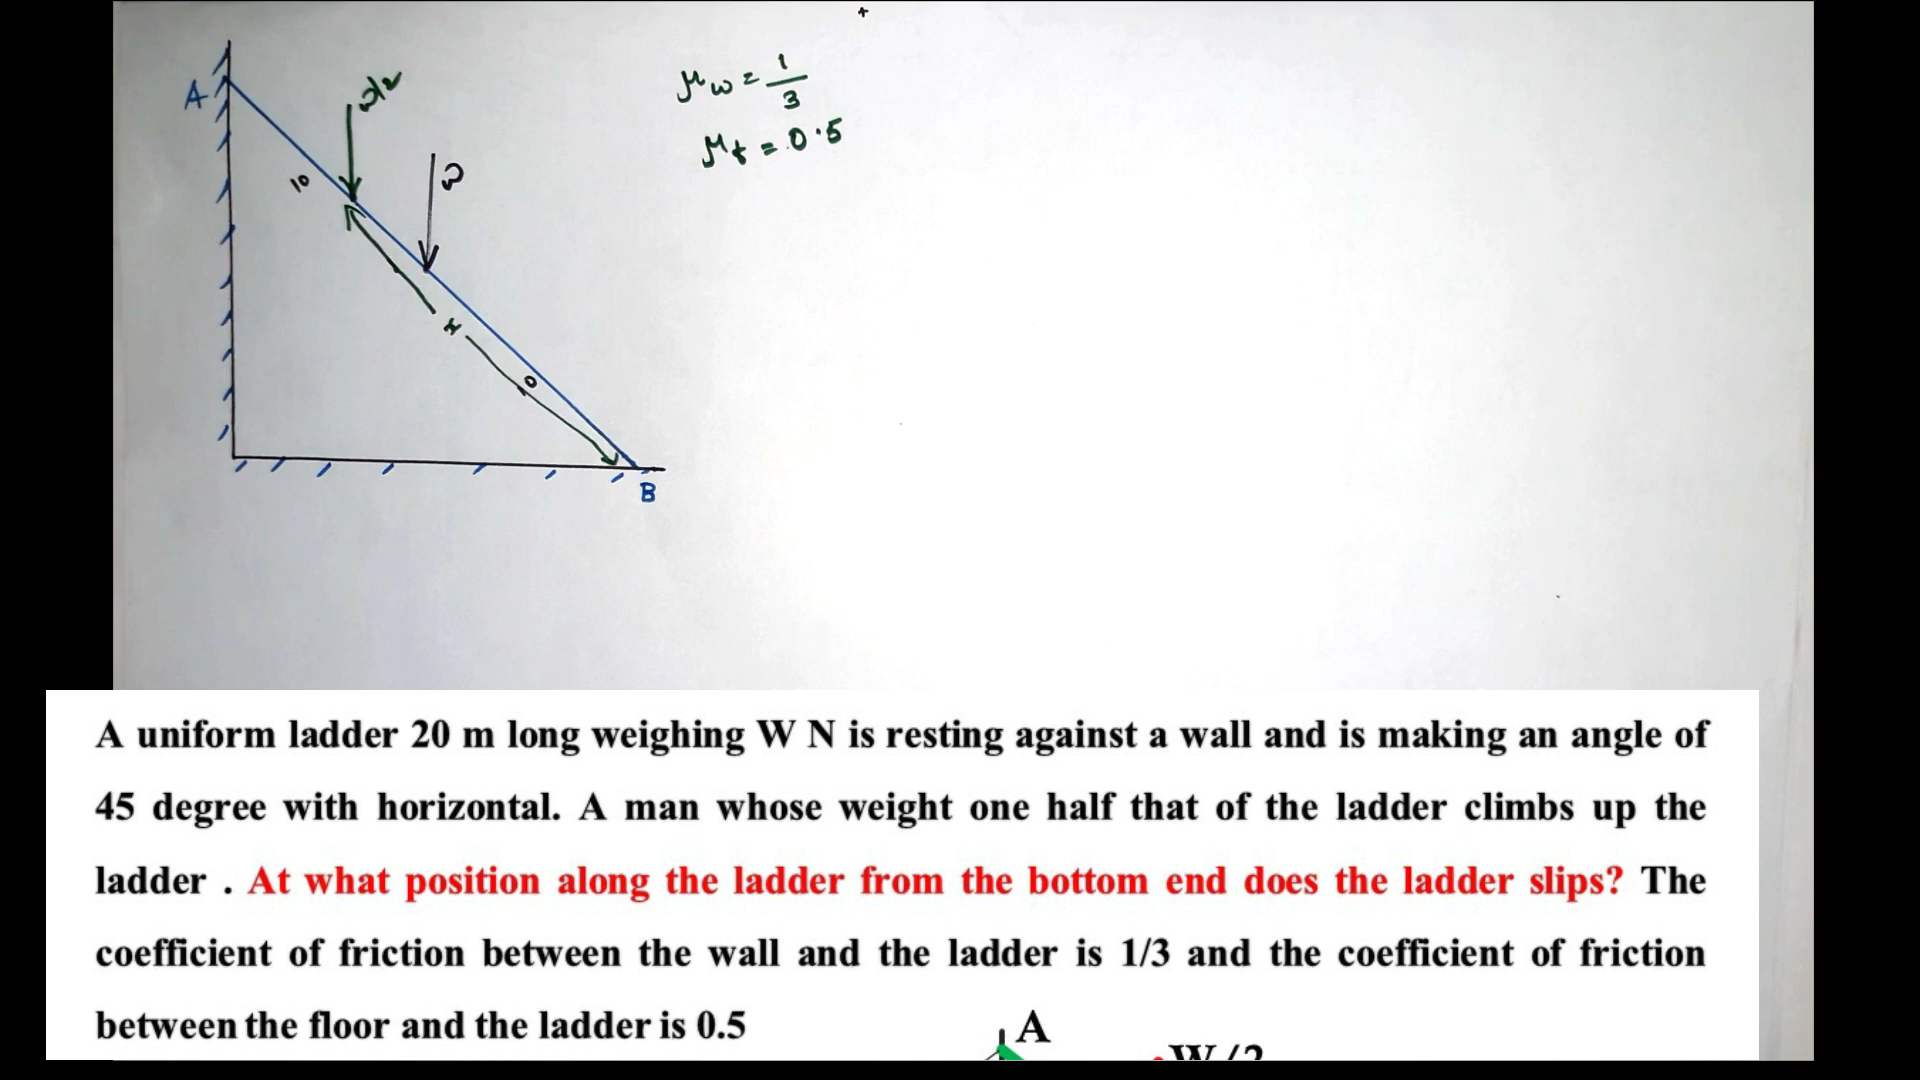 A
W/2
10
W
x
10
B
μw = 1/3
μf = 0.5
A uniform ladder 20 m long weighing W N is resting against a wall and is making an angle of
45 degree with horizontal. A man whose weight one half that of the ladder climbs up the
ladder . At what position along the ladder from the bottom end does the ladder slips? The
coefficient of friction between the wall and the ladder is 1/3 and the coefficient of friction
between the floor and the ladder is 0.5
A
W/2